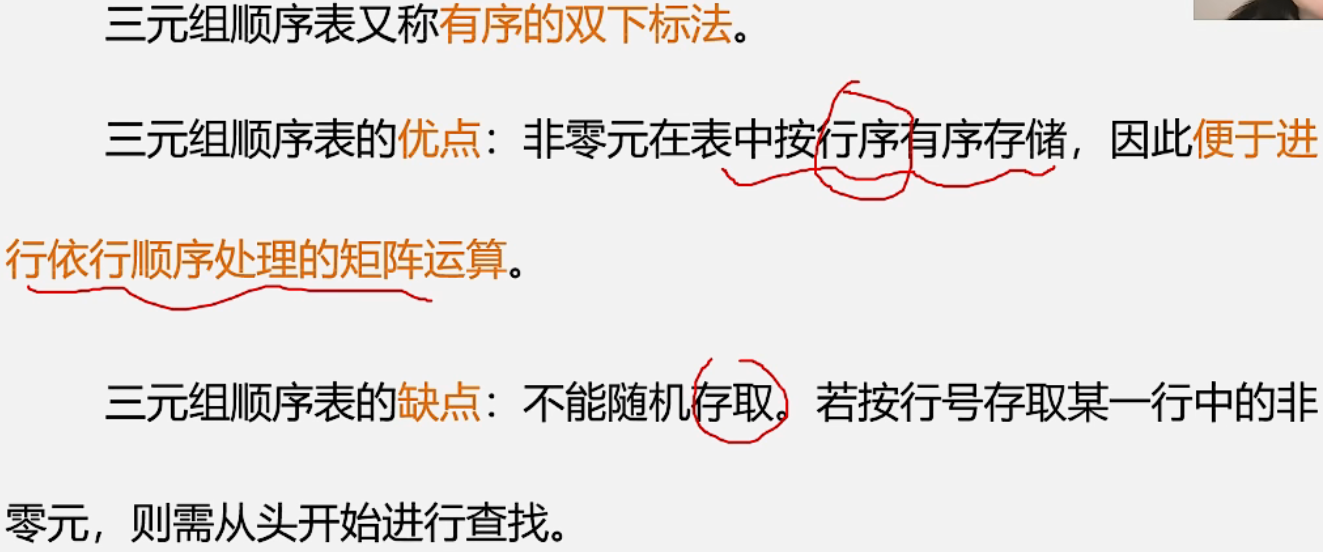 三元组顺序表又称有序的双下标法。
三元组顺序表的优点：非零元在表中按行序有序存储，因此便于进
行依行顺序处理的矩阵运算。
三元组顺序表的缺点：不能随机存取。若按行号存取某一行中的非
零元，则需从头开始进行查找。